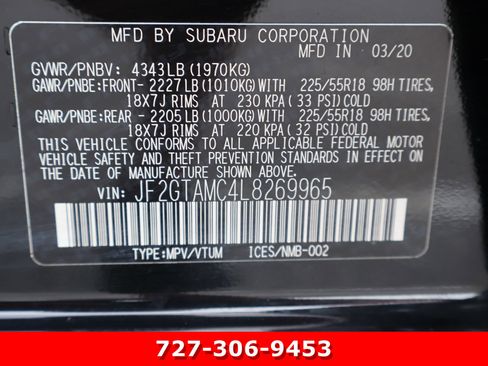 MFD BY SUBARU CORPORATION
IN 03/20
GVWR/PNBV: 4343LB (1970KG)
GAWR/PNBE:FRONT- 2227LB (1010KG)WITH 225/55R18 98H TIRES,
18X7J RIMS AT 230 KPA (33 PSI) COLD
GAWR/PNBE:REAR - 2205LB (1000KG)WITH 225/55R18 98H TIRES,
18X7J RIMS AT 220 KPA (32 PSI) COLD
THIS VEHICLE CONFORMS TO ALL APPLICABLE FEDERAL MOTOR
VEHICLE SAFETY AND THEFT PREVENTION STANDARDS IN EFFECT ON
THE DATE OF MANUFACTURE SHOWN ABOVE.
VIN: JF2GTAMC4L8269965
TYPE:MPV/VTUM ICES/NMB-002
727-306-9453